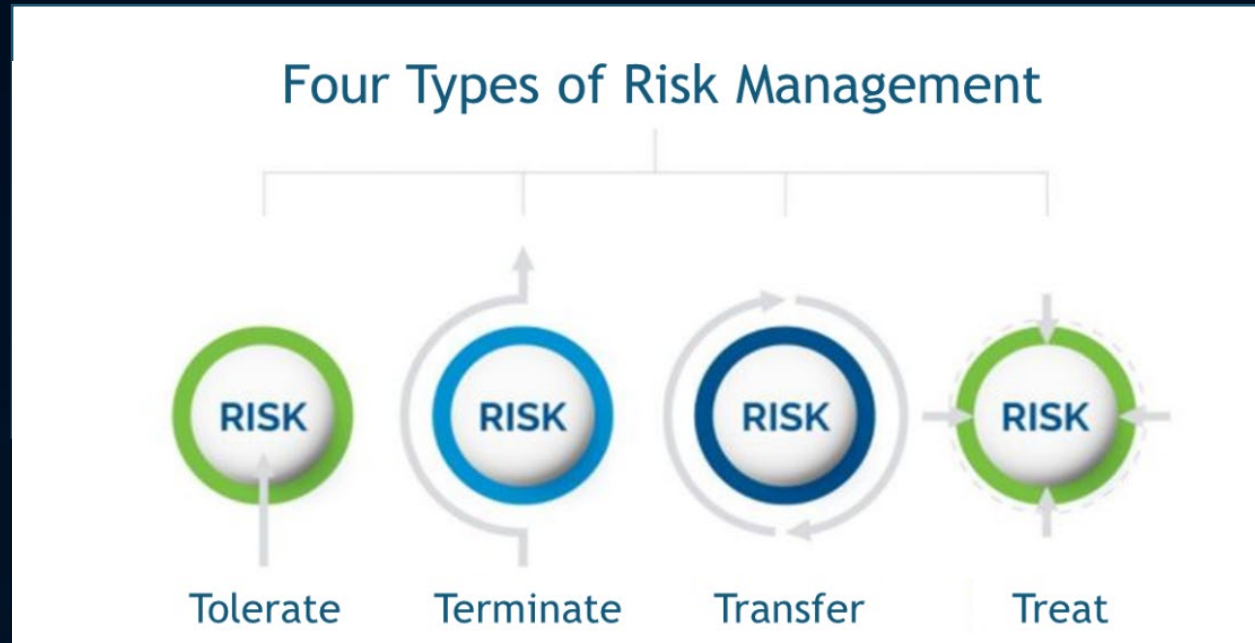 Four Types of Risk Management
RISK
RISK
RISK
RISK
Tolerate
Terminate
Transfer
Treat